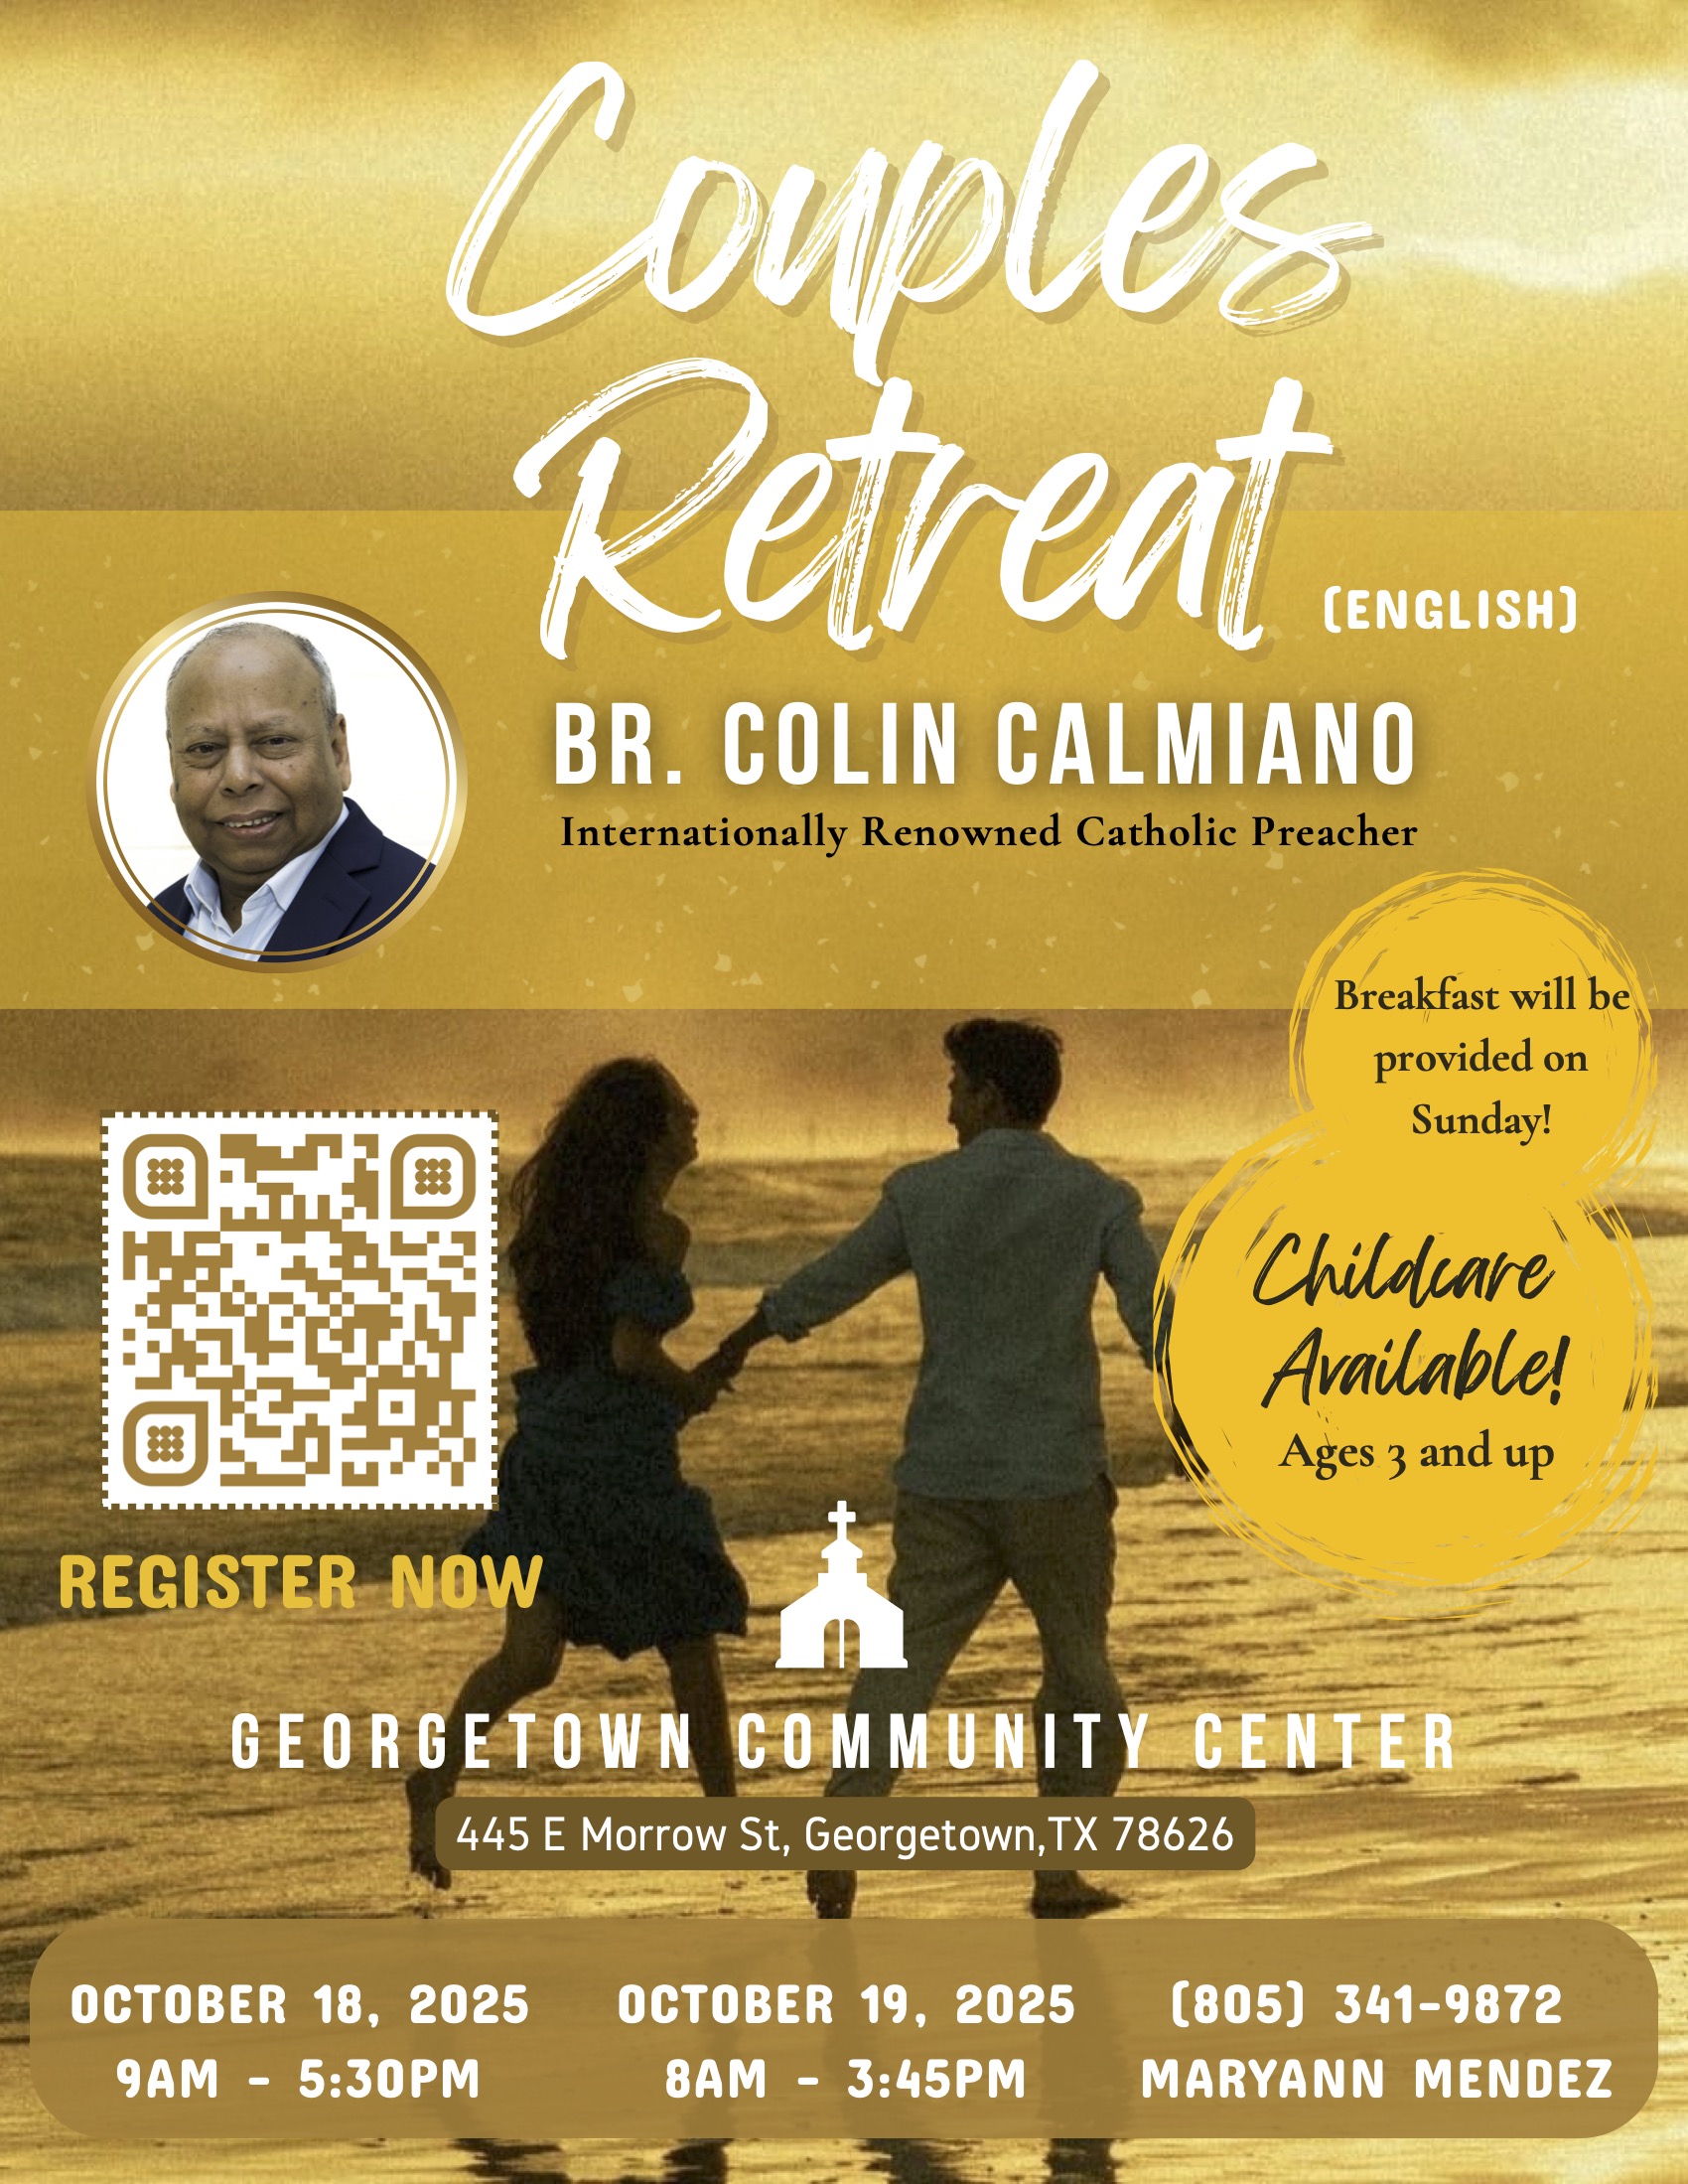 Couples
Retreat
(ENGLISH)
BR. COLIN CALMIANO
Internationally Renowned Catholic Preacher
Breakfast will be
provided on
Sunday!
Childcare
Available!
Ages 3 and up
REGISTER NOW
GEORGETOWN COMMUNITY CENTER
445 E Morrow St, Georgetown,TX 78626
OCTOBER 18, 2025
9AM - 5:30PM
OCTOBER 19, 2025
8AM - 3:45PM
(805) 341-9872
MARYANN MENDEZ